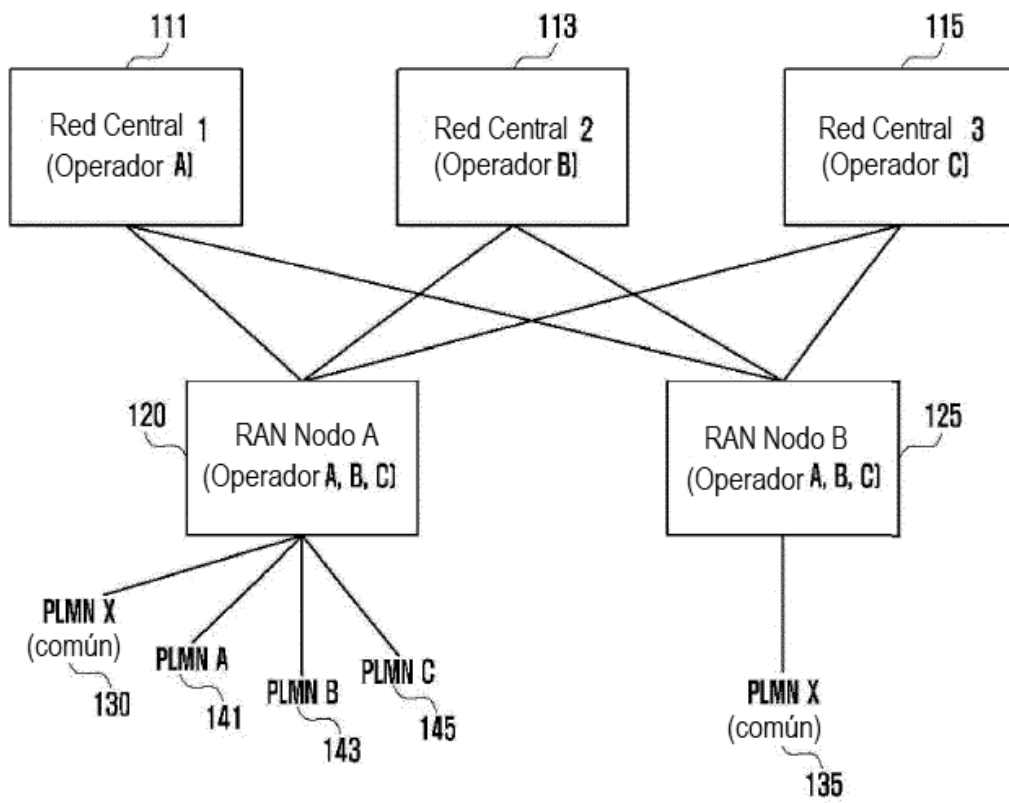 111
113
115
Red Central 1
(Operador A)
Red Central 2
(Operador B)
Red Central 3
(Operador C)
120
RAN Nodo A
(Operador A, B, C)
RAN Nodo B
(Operador A, B, C)
125
PLMN X
(común)
130
PLMN A
141
PLMN B
143
PLMN C
145
PLMN X
(común)
135